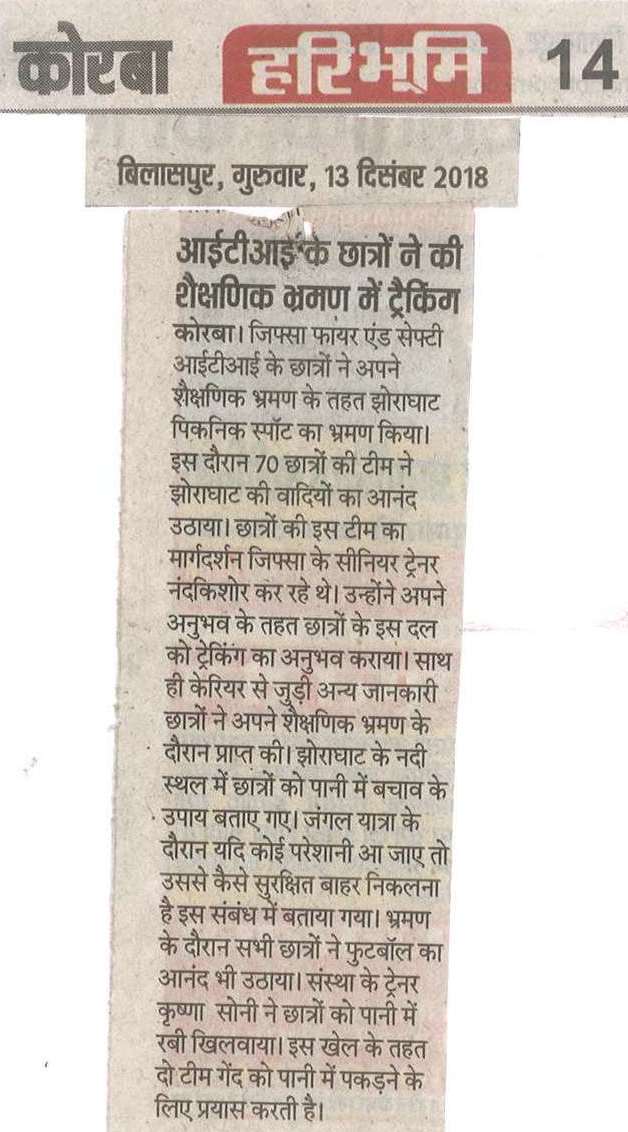 कोरबा हरिभूमि 14
बिलासपुर, गुरुवार, 13 दिसंबर 2018
आईटीआई के छात्रों ने की
शैक्षणिक भ्रमण में ट्रैकिंग
कोरबा। जिफ्सा फायर एंड सेफ्टी
आईटीआई के छात्रों ने अपने
शैक्षणिक भ्रमण के तहत झोराघाट
पिकनिक स्पॉट का भ्रमण किया।
इस दौरान 70 छात्रों की टीम ने
झोराघाट की वादियों का आनंद
उठाया। छात्रों की इस टीम का
मार्गदर्शन जिफ्सा के सीनियर ट्रेनर
नंदकिशोर कर रहे थे। उन्होंने अपने
अनुभव के तहत छात्रों के इस दल
को ट्रेकिंग का अनुभव कराया। साथ
ही केरियर से जुड़ी अन्य जानकारी
छात्रों ने अपने शैक्षणिक भ्रमण के
दौरान प्राप्त की। झोराघाट के नदी
स्थल में छात्रों को पानी में बचाव के
उपाय बताए गए। जंगल यात्रा के
दौरान यदि कोई परेशानी आ जाए तो
उससे कैसे सुरक्षित बाहर निकलना
है इस संबंध में बताया गया। भ्रमण
के दौरान सभी छात्रों ने फुटबॉल का
आनंद भी उठाया। संस्था के ट्रेनर
कृष्णा सोनी ने छात्रों को पानी में
रबी खिलवाया। इस खेल के तहत
दो टीम गेंद को पानी में पकड़ने के
लिए प्रयास करती है।